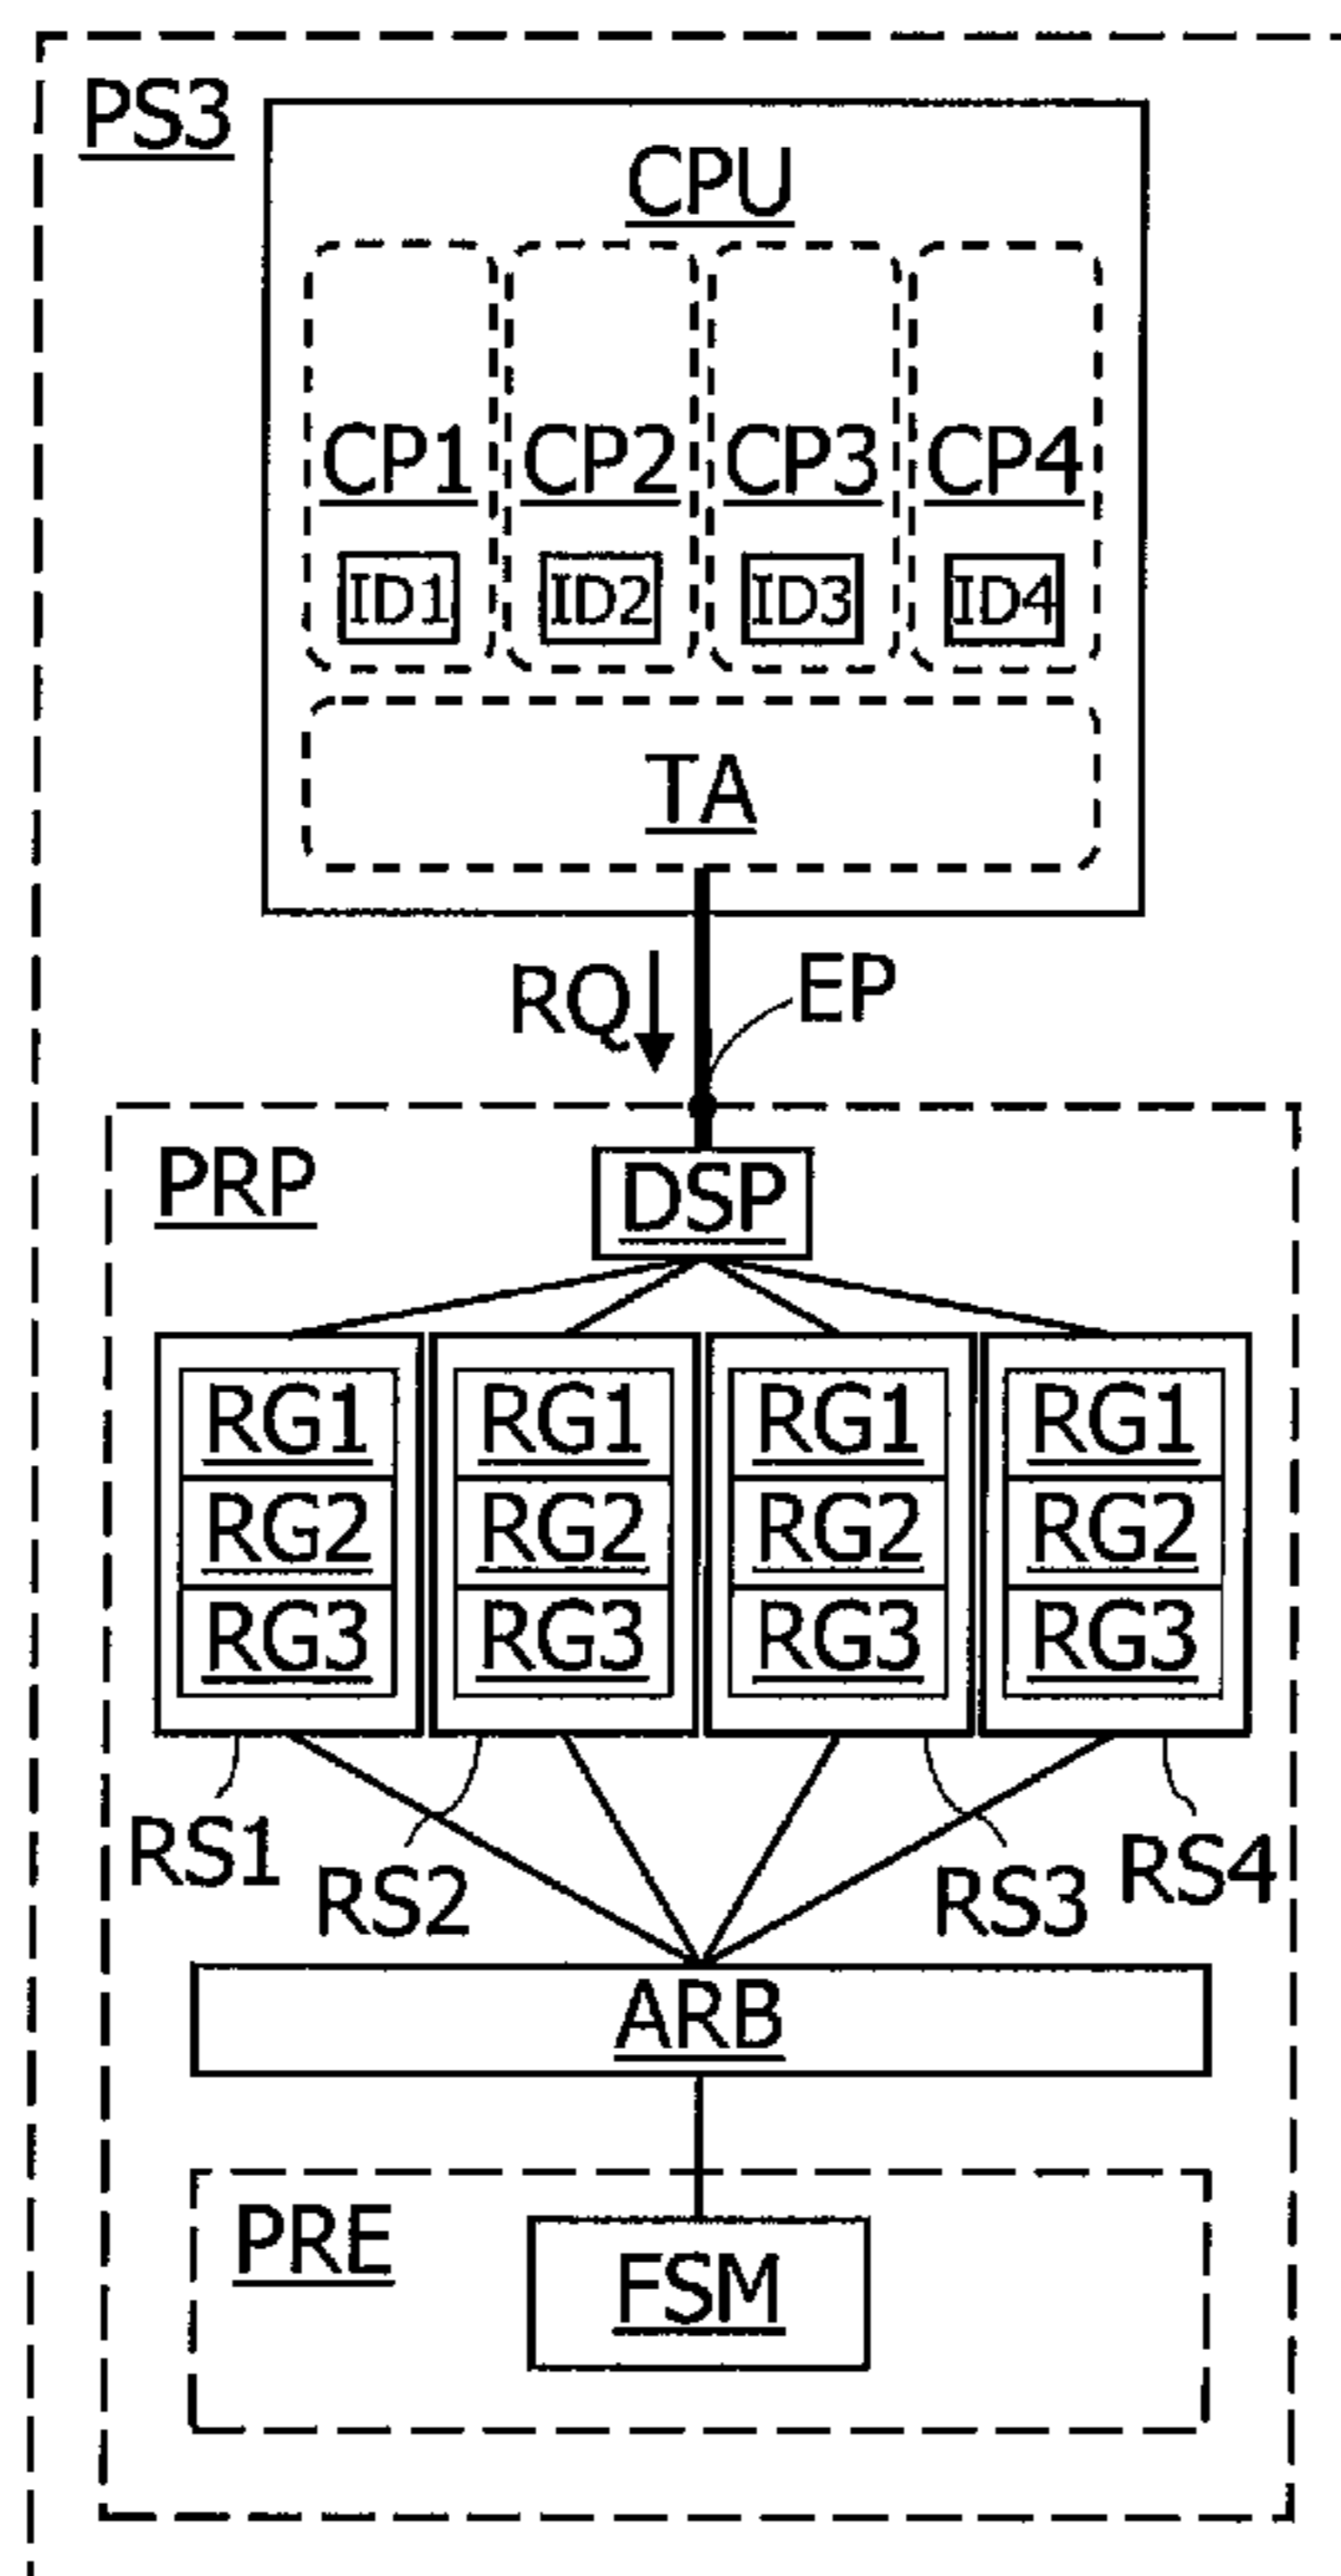 PS3
CPU
CP1 CP2 CP3 CP4
ID1 ID2 ID3 ID4
TA
RQ EP
PRP DSP
RG1 RG1 RG1 RG1
RG2 RG2 RG2 RG2
RG3 RG3 RG3 RG3
RS1 RS2 RS3 RS4
ARB
PRE
FSM